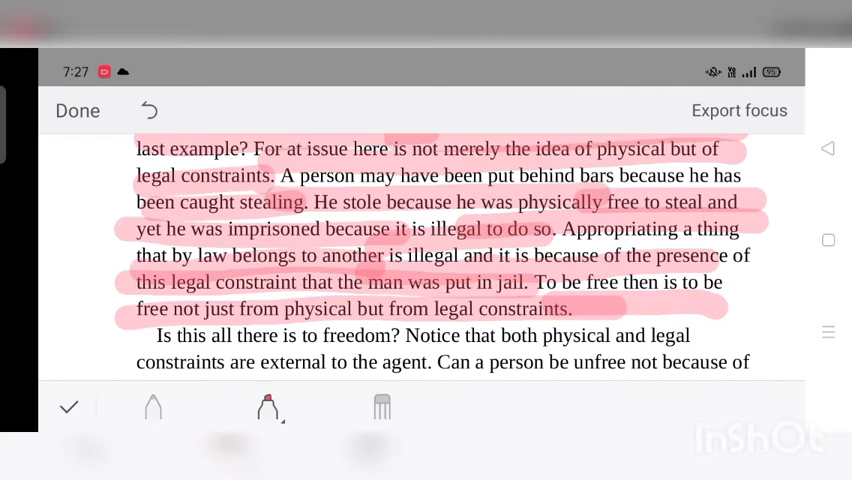 7:27
95
Done
Export focus
last example? For at issue here is not merely the idea of physical but of
legal constraints. A person may have been put behind bars because he has
been caught stealing. He stole because he was physically free to steal and
yet he was imprisoned because it is illegal to do so. Appropriating a thing
that by law belongs to another is illegal and it is because of the presence of
this legal constraint that the man was put in jail. To be free then is to be
free not just from physical but from legal constraints.
Is this all there is to freedom? Notice that both physical and legal
constraints are external to the agent. Can a person be unfree not because of
InShOt